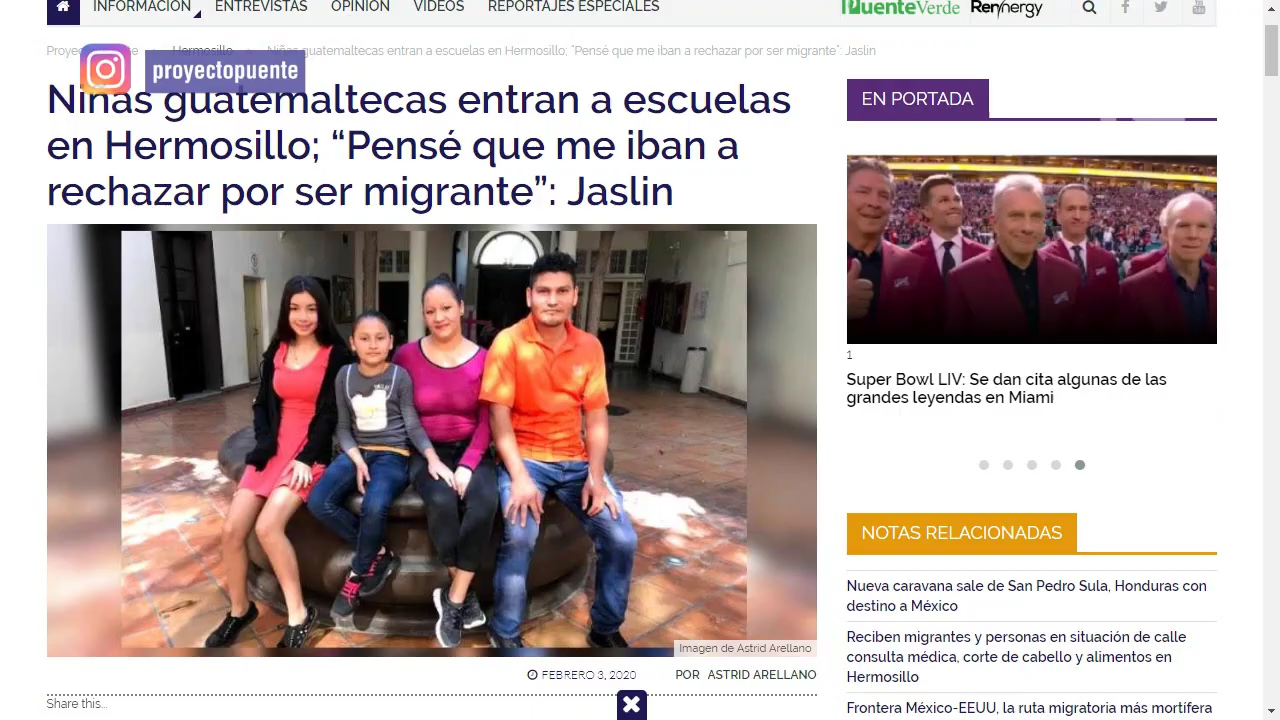 INFORMACIÓN
ENTREVISTAS
OPINIÓN
VIDEOS
REPORTAJES ESPECIALES
PuenteVerde
Rennergy
Hermosillo
Niñas guatemaltecas entran a escuelas en Hermosillo; “Pensé que me iban a rechazar por ser migrante”: Jaslin
proyectopuente
Niñas guatemaltecas entran a escuelas
en Hermosillo; “Pensé que me iban a
rechazar por ser migrante”: Jaslin
Imagen de Astrid Arellano
FEBRERO 3, 2020
POR ASTRID ARELLANO
Share this...
EN PORTADA
1
Super Bowl LIV: Se dan cita algunas de las
grandes leyendas en Miami
NOTAS RELACIONADAS
Nueva caravana sale de San Pedro Sula, Honduras con
destino a México
Reciben migrantes y personas en situación de calle
consulta médica, corte de cabello y alimentos en
Hermosillo
Frontera México-EEUU, la ruta migratoria más mortífera